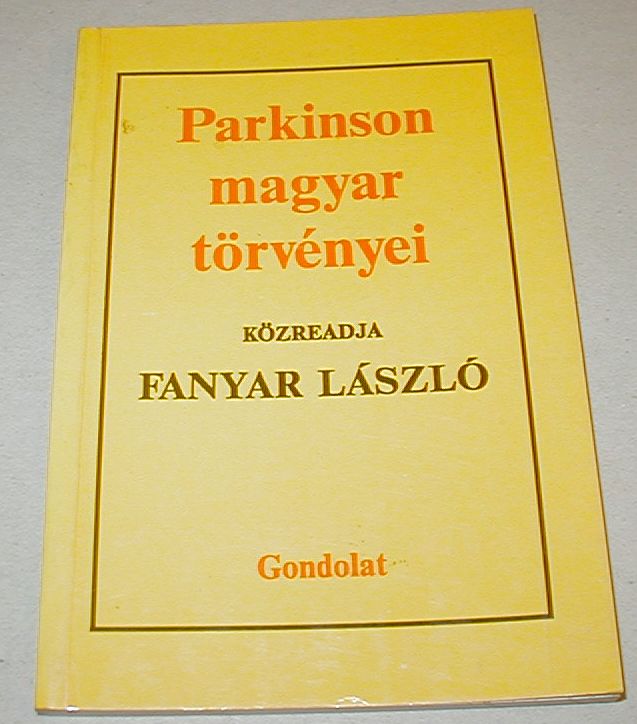 Parkinson
magyar
törvényei
KÖZREADJA
FANYAR LÁSZLÓ
Gondolat